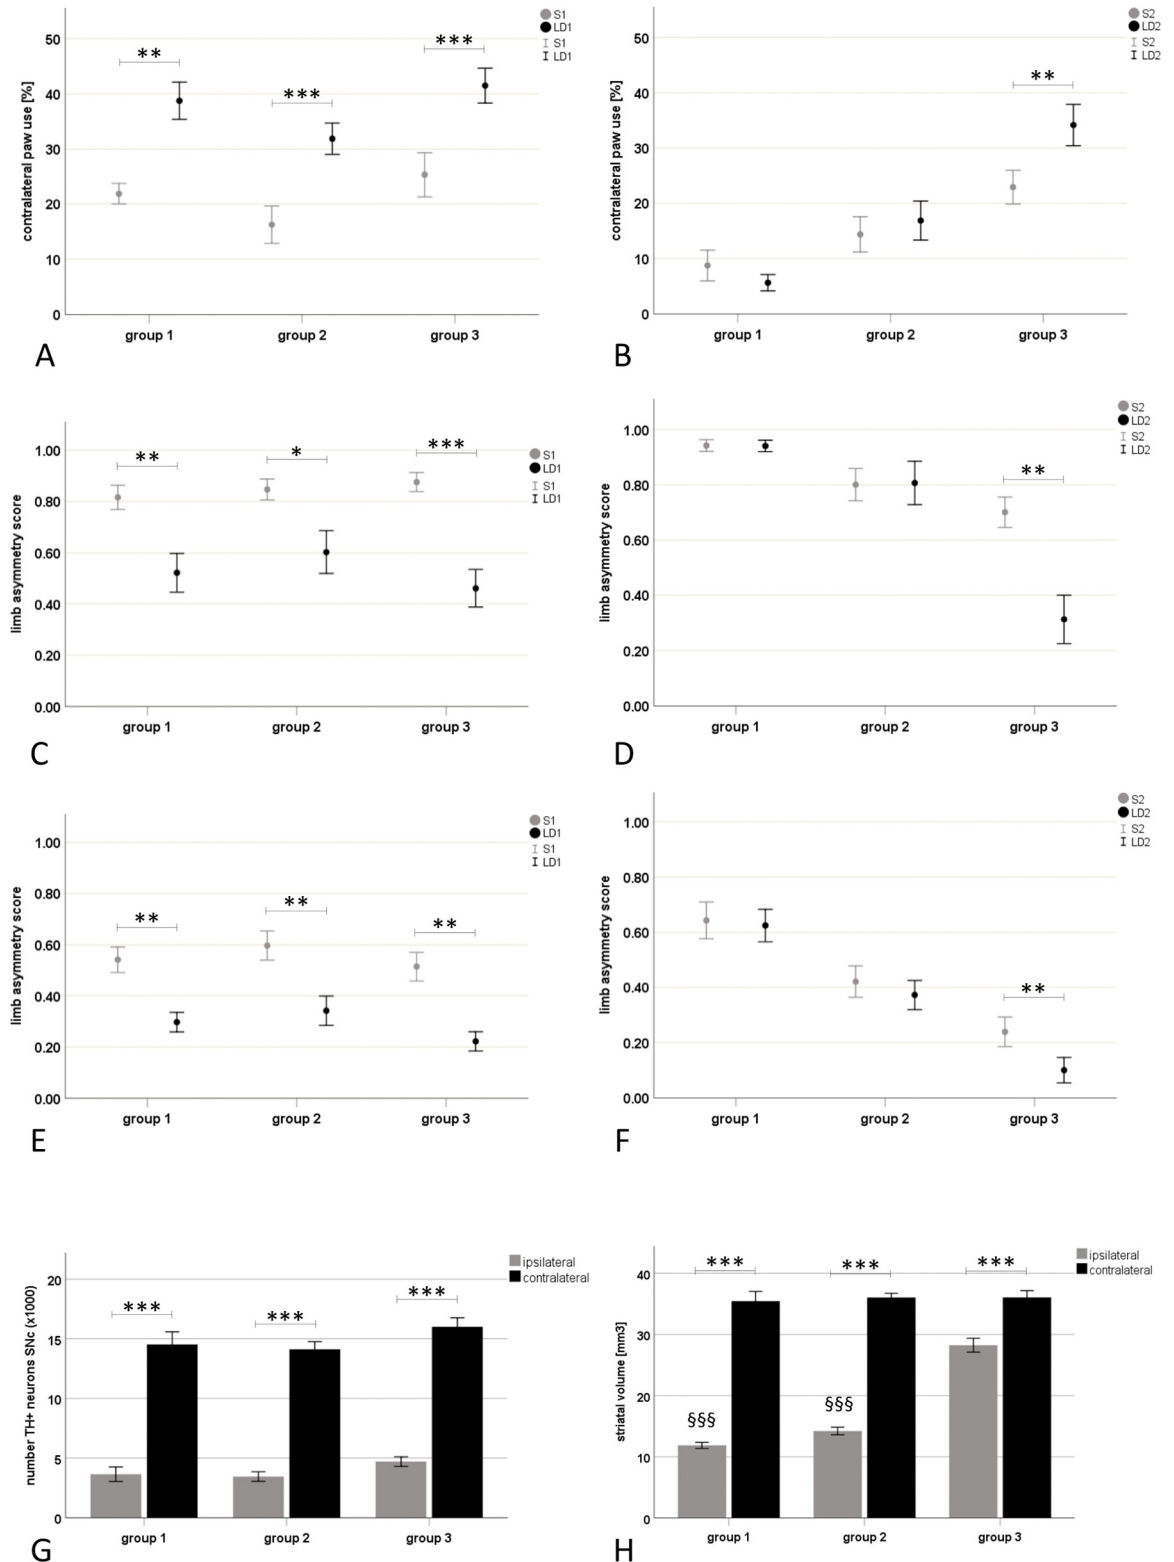 S1
LD1
S1
LD1
contralateral paw use [%]
50
40
30
20
10
0
**
***
***
group 1
group 2
group 3
A
S2
LD2
S2
LD2
contralateral paw use [%]
50
40
30
20
10
0
**
group 1
group 2
group 3
B
S1
LD1
S1
LD1
limb asymmetry score
1.00
0.80
0.60
0.40
0.20
0.00
**
*
***
group 1
group 2
group 3
C
S2
LD2
S2
LD2
limb asymmetry score
1.00
0.80
0.60
0.40
0.20
0.00
**
group 1
group 2
group 3
D
S1
LD1
S1
LD1
limb asymmetry score
1.00
0.80
0.60
0.40
0.20
0.00
**
**
**
group 1
group 2
group 3
E
S2
LD2
S2
LD2
limb asymmetry score
1.00
0.80
0.60
0.40
0.20
0.00
**
group 1
group 2
group 3
F
ipsilateral
contralateral
number TH+ neurons SNc (x1000)
20
15
10
5
0
***
***
***
group 1
group 2
group 3
G
ipsilateral
contralateral
striatal volume [mm3]
40
30
20
10
0
***
***
***
§§§
§§§
group 1
group 2
group 3
H